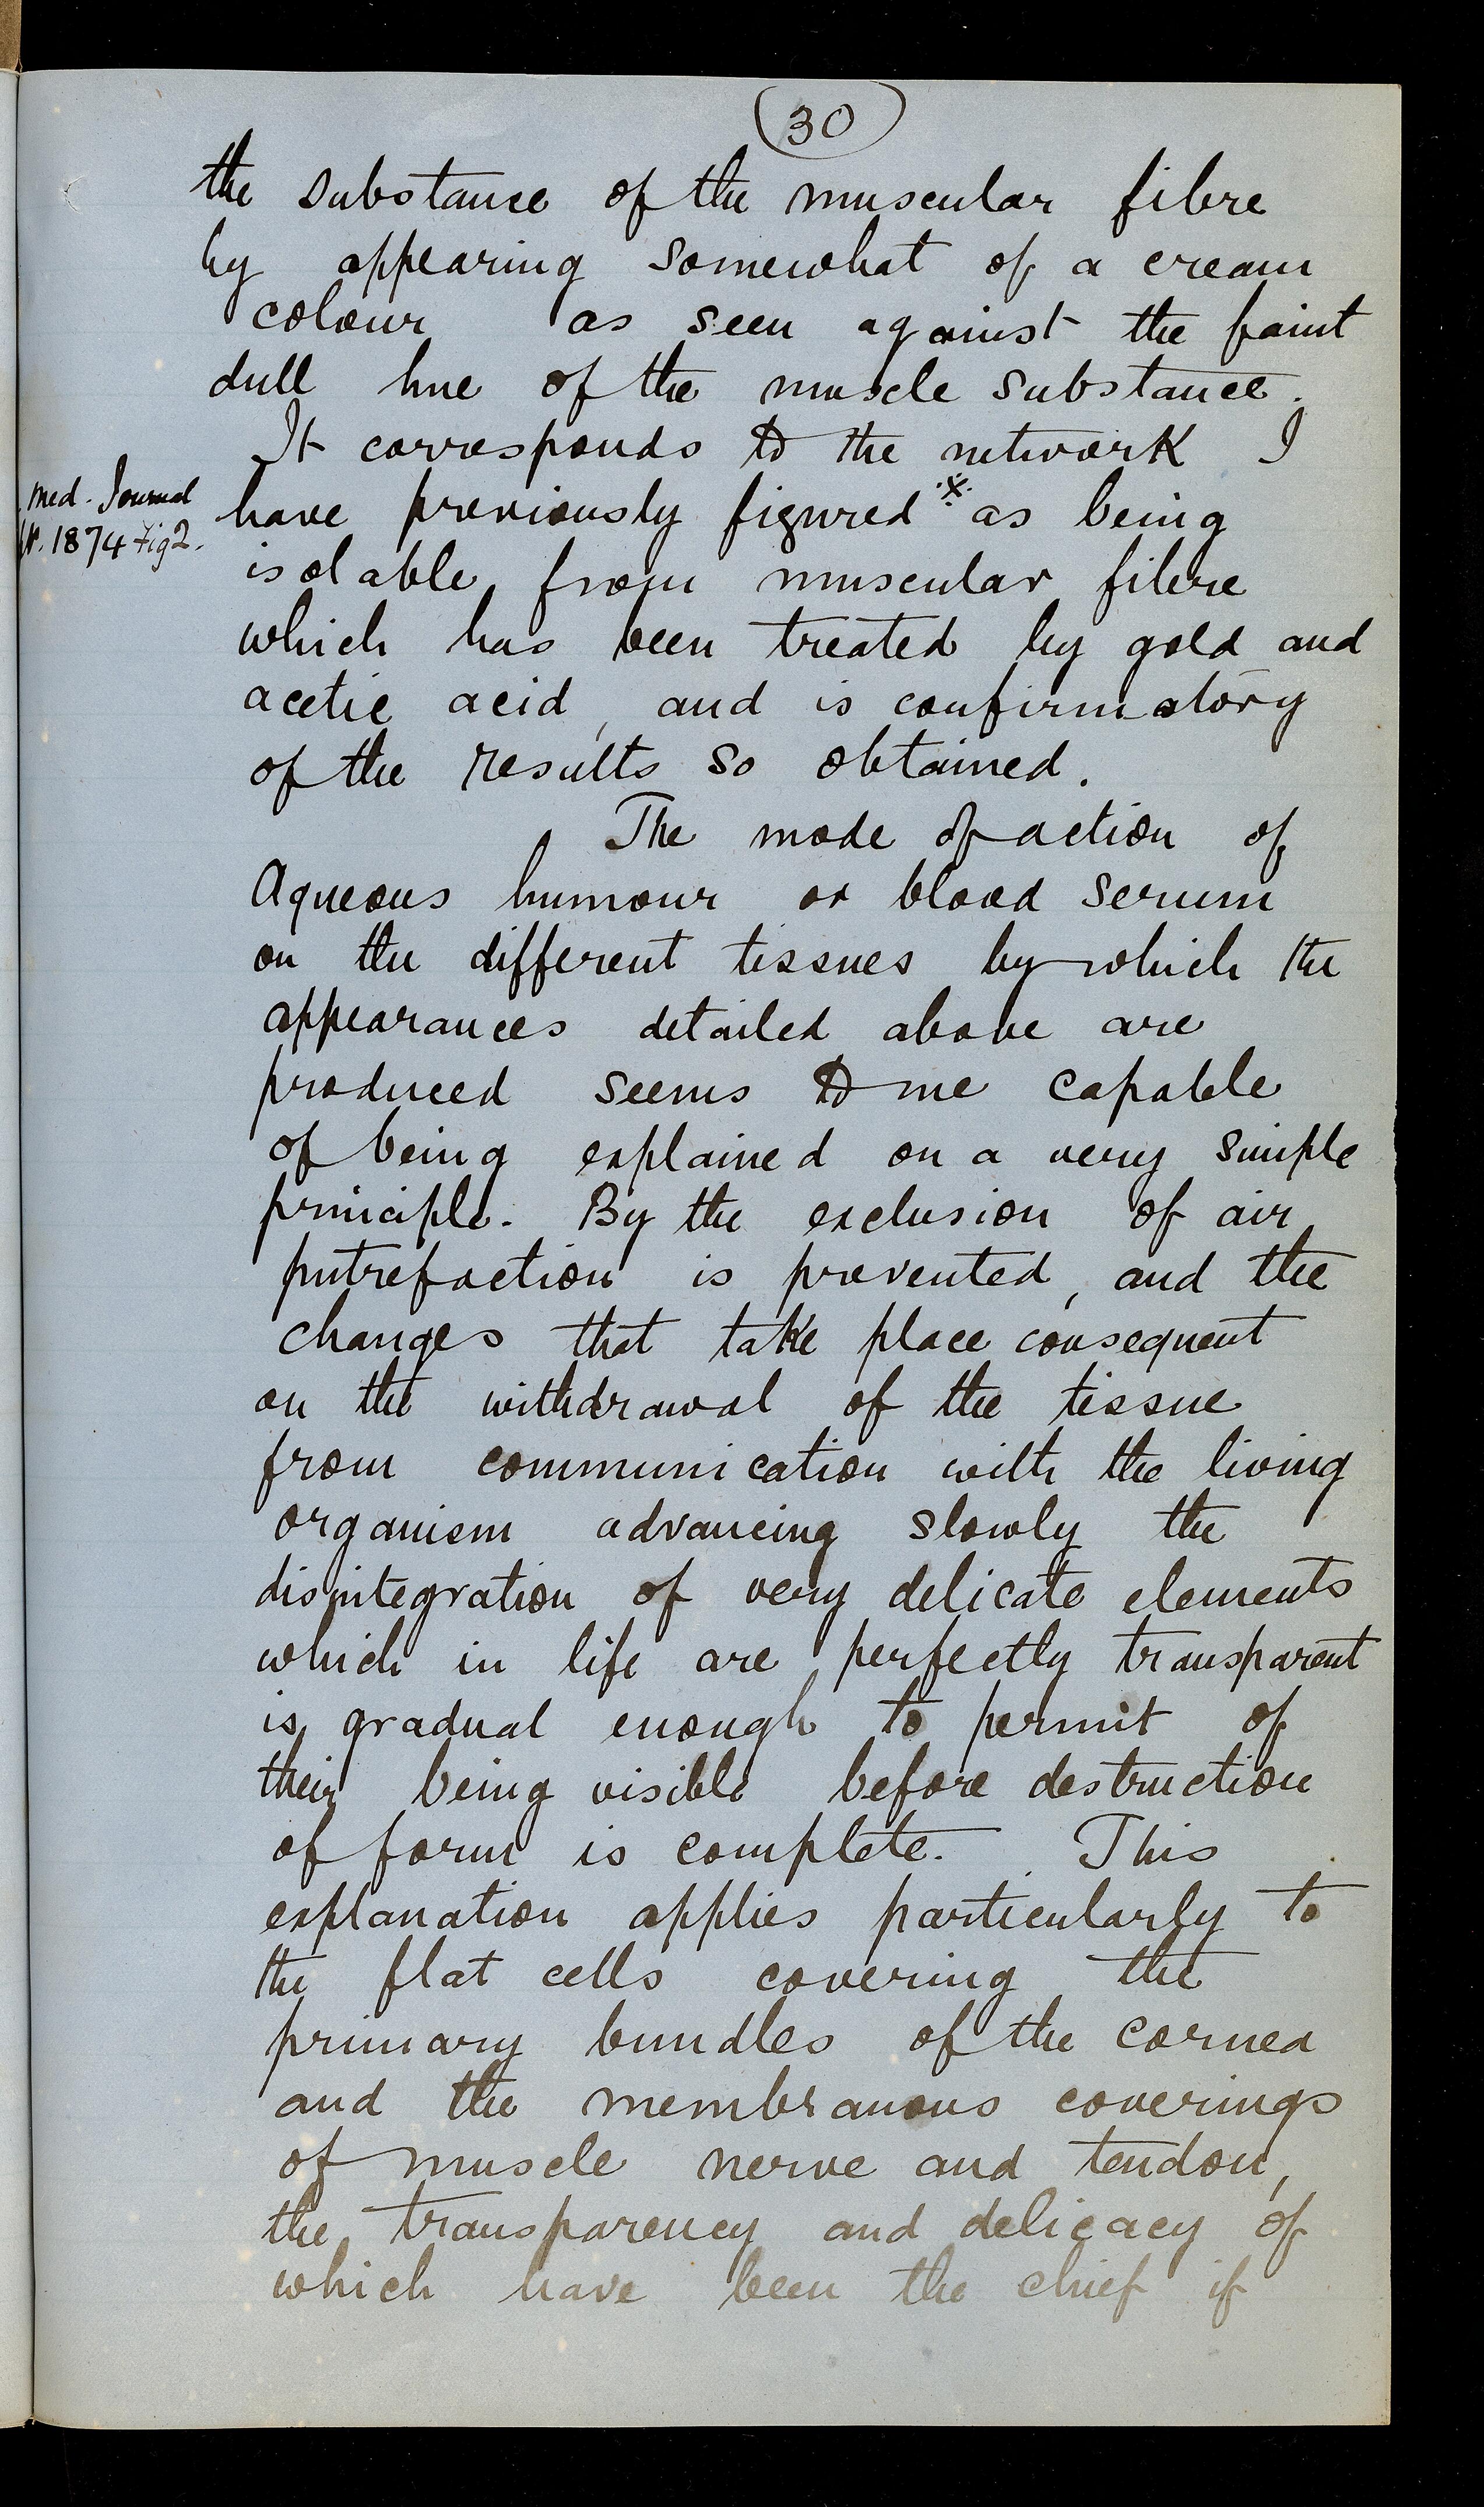 30
the substance of the muscular fibre
by appearing somewhat of a cream
colour as seen against the faint
dull hue of the muscle substance.
It corresponds to the network I
med. Journal
1874 Fig 2.
have previously figured * as being
isolable from muscular fibre
which has been treated by gold and
acetic acid, and is confirmatory
of the results so obtained.
The mode of action of
Aqueous humour or blood serum
on the different tissues by which the
appearances detailed above are
produced seems to me capable
of being explained on a very simple
principle. By the exclusion of air
putrefaction is prevented, and the
changes that take place consequent
on the withdrawal of the tissue
from communication with the living
organism advancing slowly the
disintegration of very delicate elements
which in life are perfectly transparent
is gradual enough to permit of
their being visible before destruction
of form is complete. This
explanation applies particularly to
the flat cells covering the
primary bundles of the cornea
and the membranous coverings
of muscle nerve and tendon,
the transparency and delicacy of
which have been the chief if